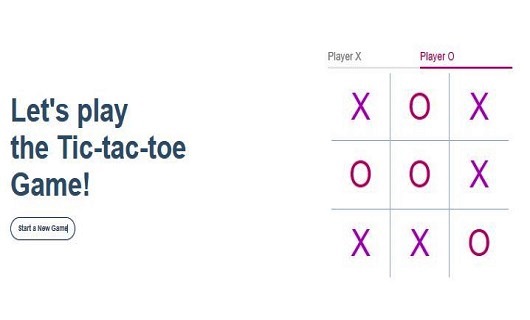 Let's play
the Tic-tac-toe
Game!
Start a New Game
Player X Player O
X O X
O O X
X X O